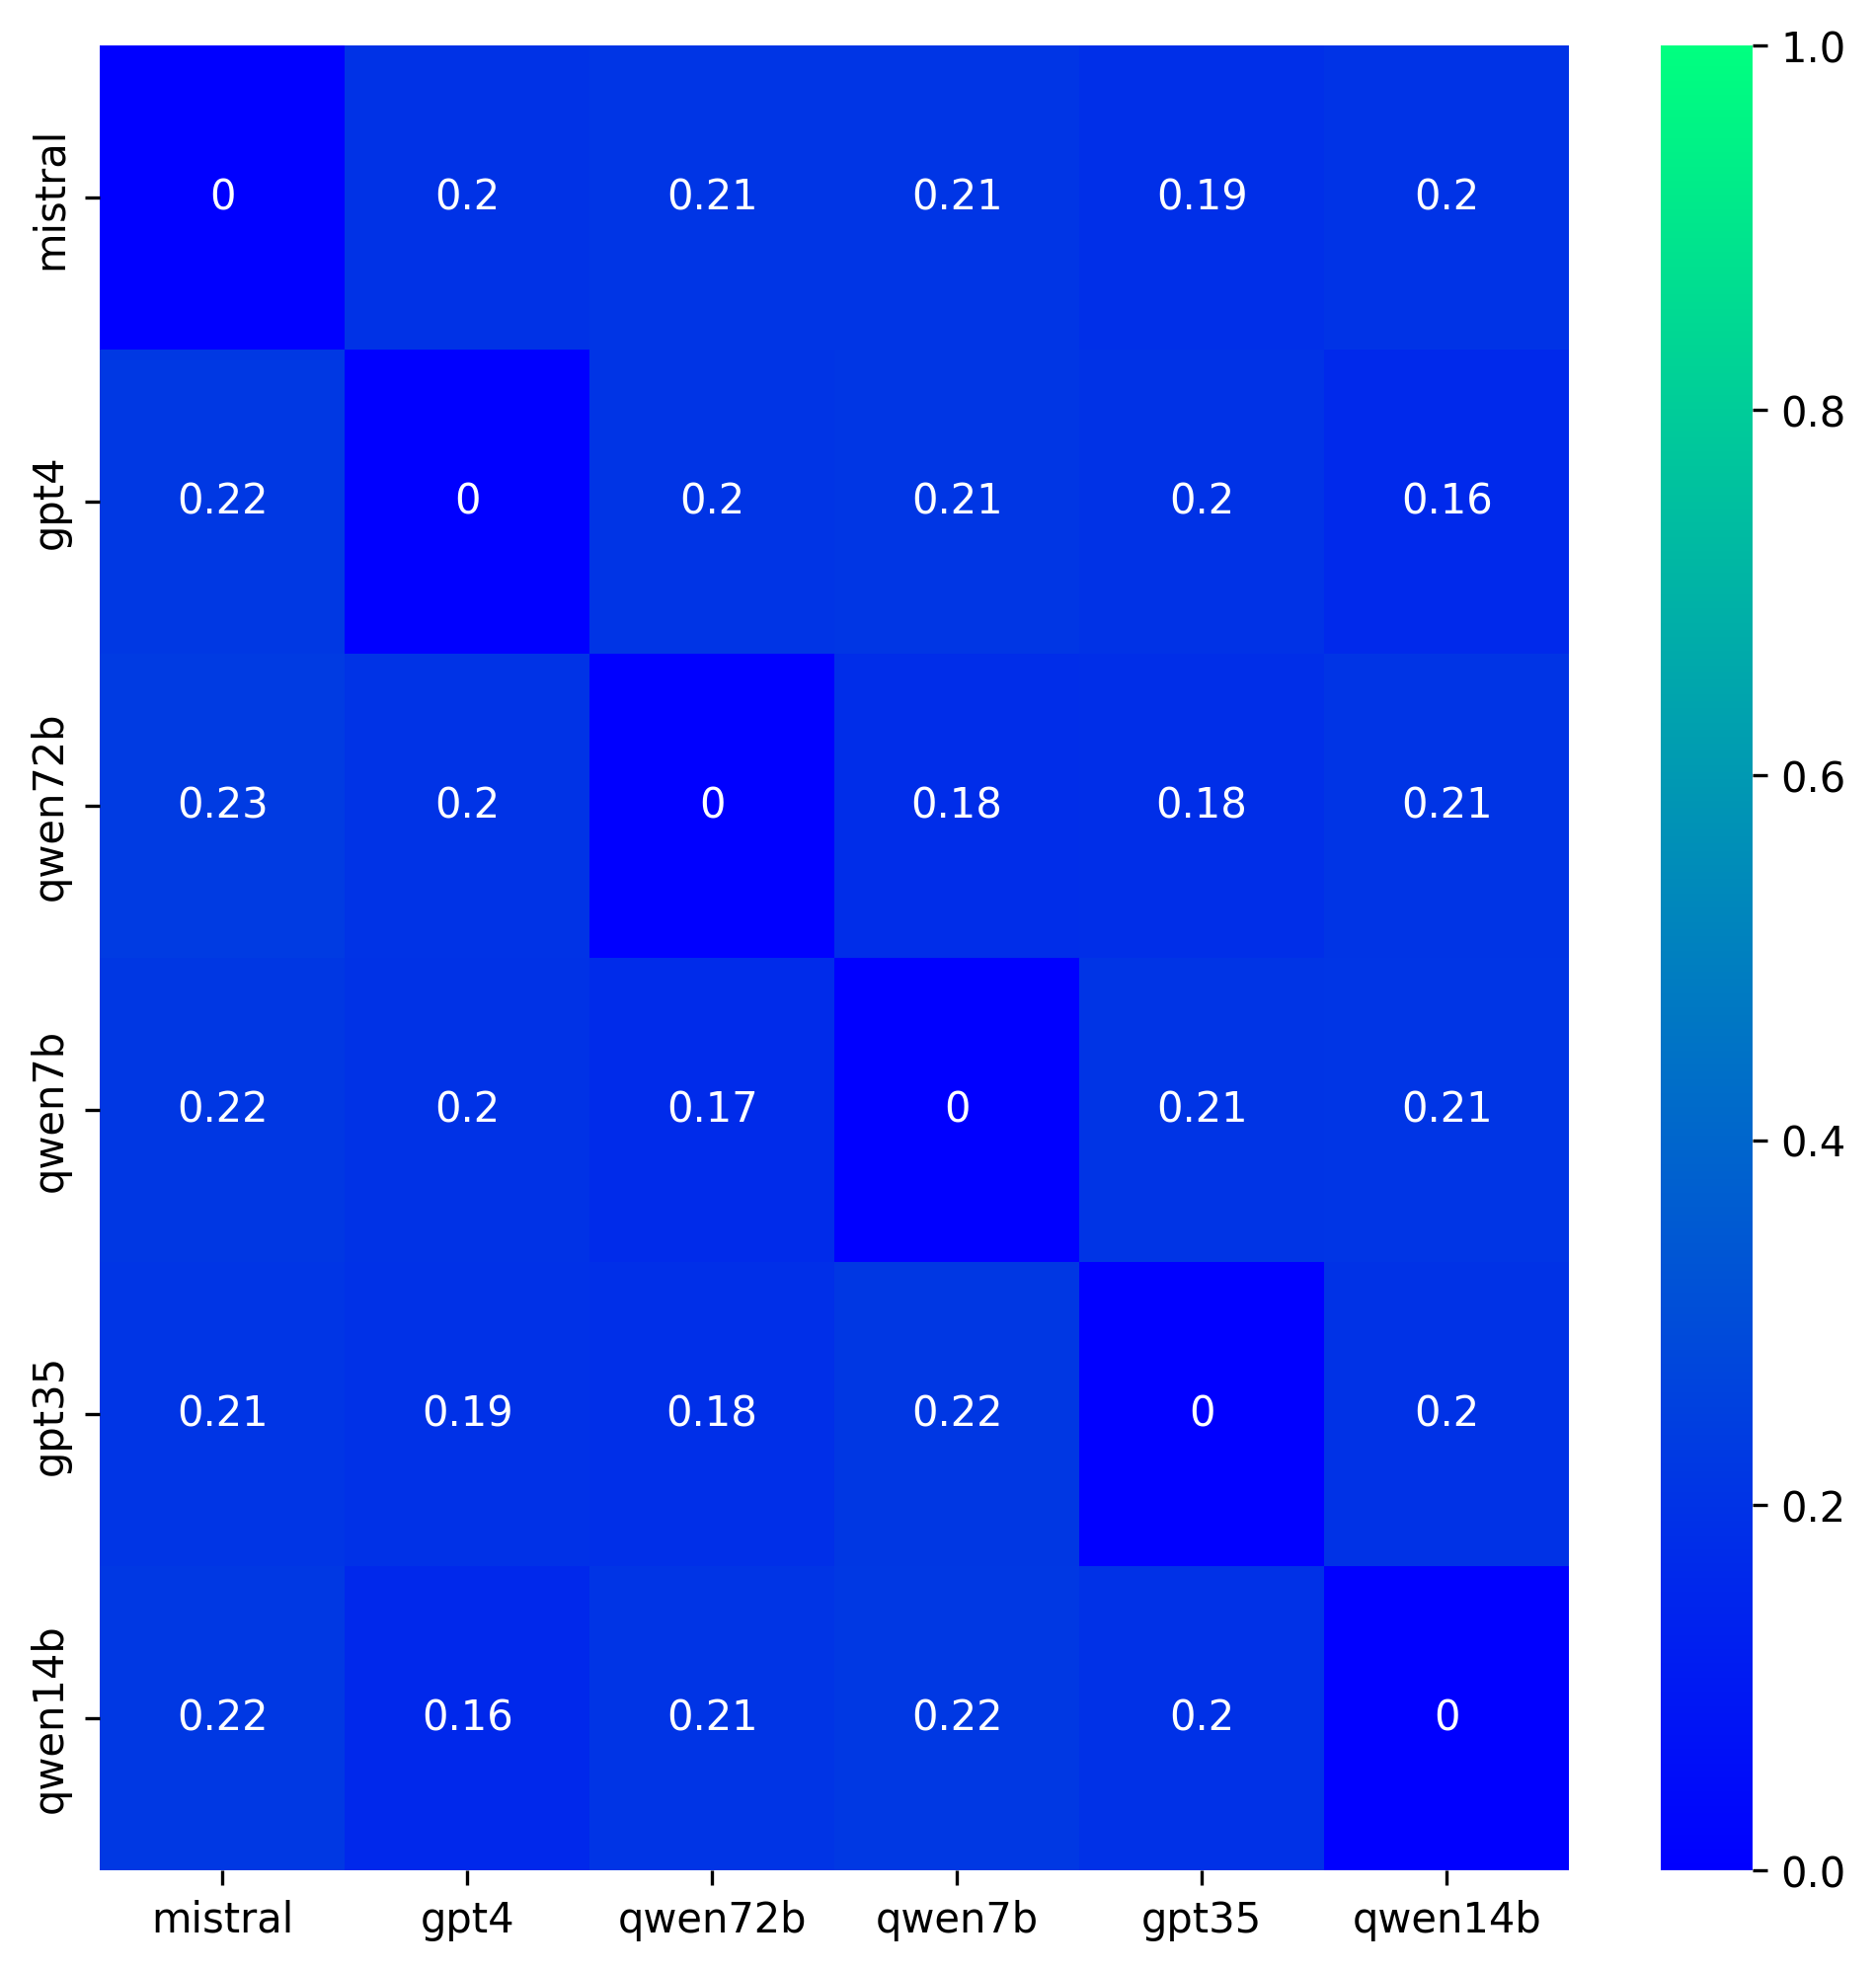 mistral 0 0.2 0.21 0.21 0.19 0.2
gpt4 0.22 0 0.2 0.21 0.2 0.16
qwen72b 0.23 0.2 0 0.18 0.18 0.21
qwen7b 0.22 0.2 0.17 0 0.21 0.21
gpt35 0.21 0.19 0.18 0.22 0 0.2
qwen14b 0.22 0.16 0.21 0.22 0.2 0
mistral gpt4 qwen72b qwen7b gpt35 qwen14b
1.0
0.8
0.6
0.4
0.2
0.0